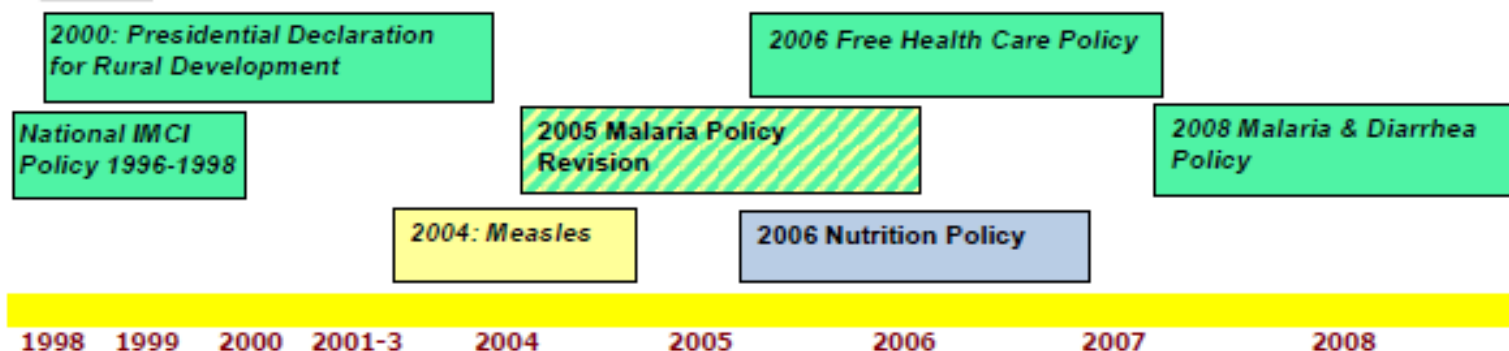 2000: Presidential Declaration
for Rural Development
2006 Free Health Care Policy
National IMCI
Policy 1996-1998
2005 Malaria Policy
Revision
2008 Malaria & Diarrhea
Policy
2004: Measles
2006 Nutrition Policy
1998 1999 2000 2001-3 2004 2005 2006 2007 2008